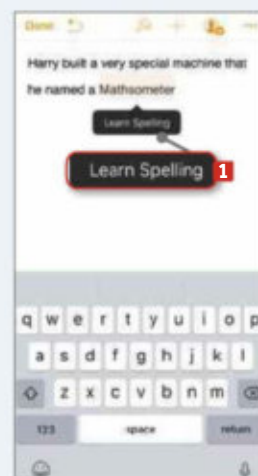 Done
Harry built a very special machine that
he named a Mathsometer
Learn Spelling
Learn Spelling 1
q w e r t y u i o p
a s d f g h j k l
z x c v b n m
123 space return